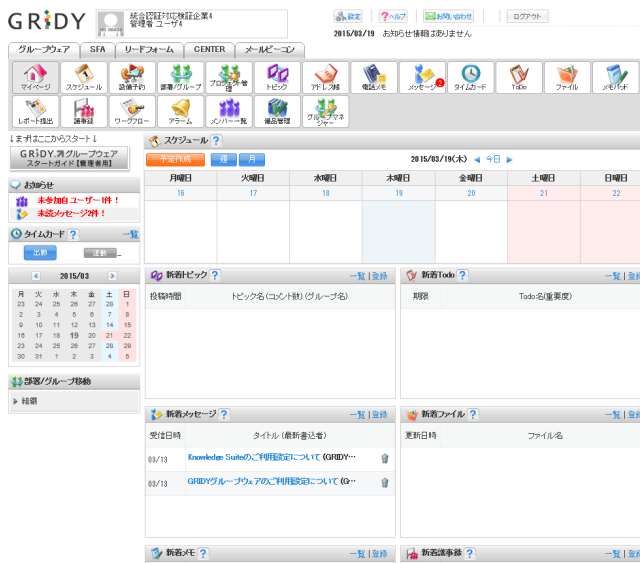 GRiDY
NO IMAGE
統合認証対応検証企業4
管理者 ユーザ4
設定 ?ヘルプ お問い合わせ ログアウト
2015/03/19 お知らせ情報はありません
グループウェア SFA リードフォーム CENTER メールビーコン
マイページ スケジュール 設備予約 部署/グループ プロジェクト管理 トピック アドレス帳 電話メモ メッセージ 2 タイムカード ToDo ファイル メモパッド
レポート提出 議事録 ワークフロー アラーム メンバー一覧 備品管理 グループマネージャー
↓まずはここからスタート↓
GRiDY グループウェア
スタートガイド【管理者用】
お知らせ
未参加自ユーザー1件！
未読メッセージ2件！
タイムカード ? 一覧
出勤 退勤
2015/03
月 火 水 木 金 土 日
23 24 25 26 27 28 1
2 3 4 5 6 7 8
9 10 11 12 13 14 15
16 17 18 19 20 21 22
23 24 25 26 27 28 29
30 31 1 2 3 4 5
部署/グループ移動
▶ 組織
スケジュール ?
予定作成 週 月 2015/03/19(木) ◀ 今日 ▶
月曜日 火曜日 水曜日 木曜日 金曜日 土曜日 日曜日
16 17 18 19 20 21 22
新着トピック ? 一覧 | 登録
投稿時間 トピック名(コメント数)(グループ名)
新着Todo ? 一覧 | 登録
期限 Todo名(重要度)
新着メッセージ ? 一覧 | 登録
受信日時 タイトル (最新書込者)
03/13 Knowledge Suiteのご利用設定について (GRIDY…
03/13 GRIDYグループウェアのご利用設定について (G…
新着ファイル ? 一覧 | 登録
更新日時 ファイル名
新着メモ ? 一覧 | 登録
新着議事録 ? 一覧 | 登録